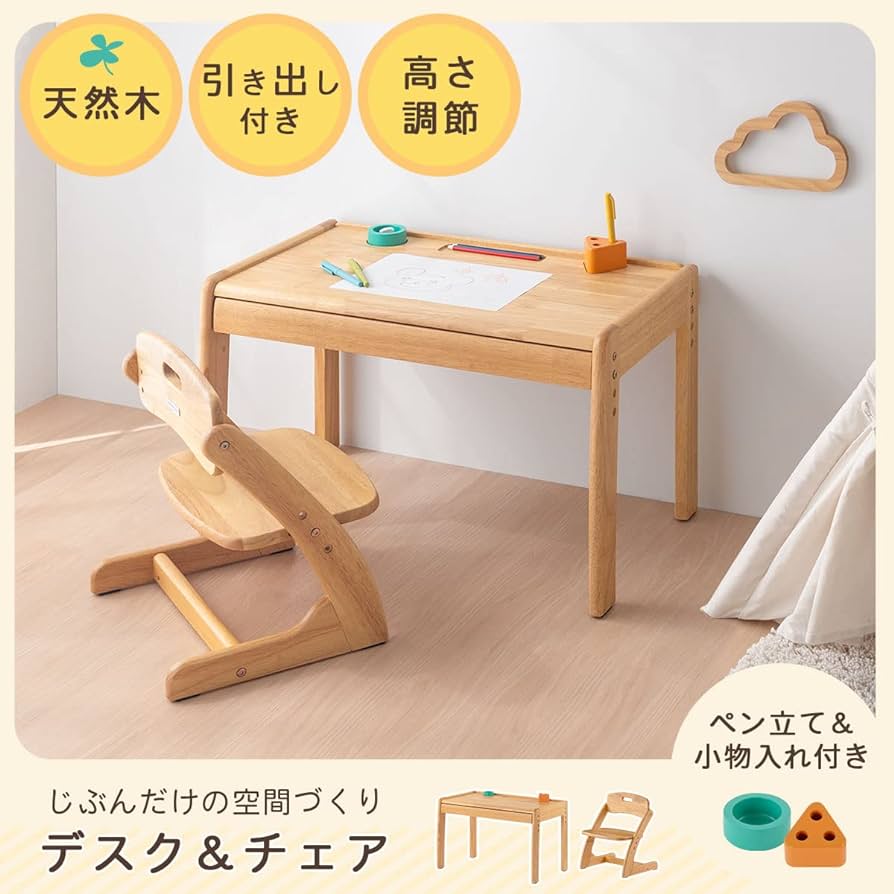 天然木
引き出し
付き
高さ
調節
ペン立て＆
小物入れ付き
じぶんだけの空間づくり
デスク＆チェア